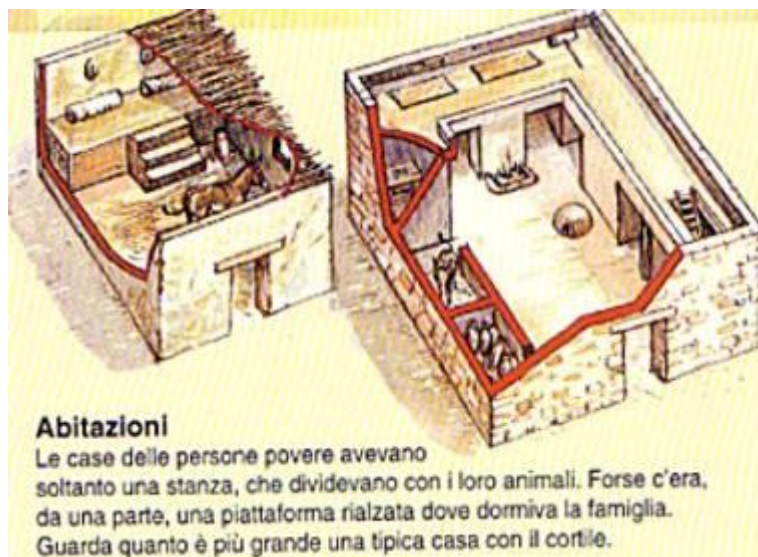 Abitazioni
Le case delle persone povere avevano
soltanto una stanza, che dividevano con i loro animali. Forse c'era,
da una parte, una piattaforma rialzata dove dormiva la famiglia.
Guarda quanto è più grande una tipica casa con il cortile.